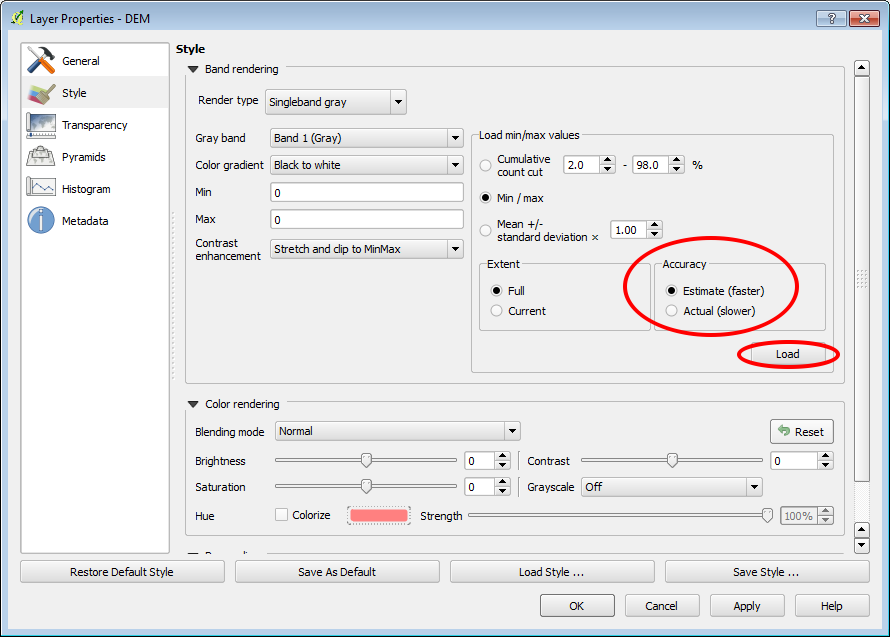 Layer Properties - DEM
General
Style
Transparency
Pyramids
Histogram
Metadata
Style
Band rendering
Render type Singleband gray
Gray band Band 1 (Gray)
Color gradient Black to white
Min 0
Max 0
Contrast
enhancement Stretch and clip to MinMax
Load min/max values
Cumulative
count cut 2.0 - 98.0 %
Min / max
Mean +/-
standard deviation x 1.00
Extent
Full
Current
Accuracy
Estimate (faster)
Actual (slower)
Load
Color rendering
Blending mode Normal
Reset
Brightness 0 Contrast 0
Saturation 0 Grayscale Off
Hue Colorize Strength 100%
Restore Default Style Save As Default Load Style ... Save Style ...
OK Cancel Apply Help